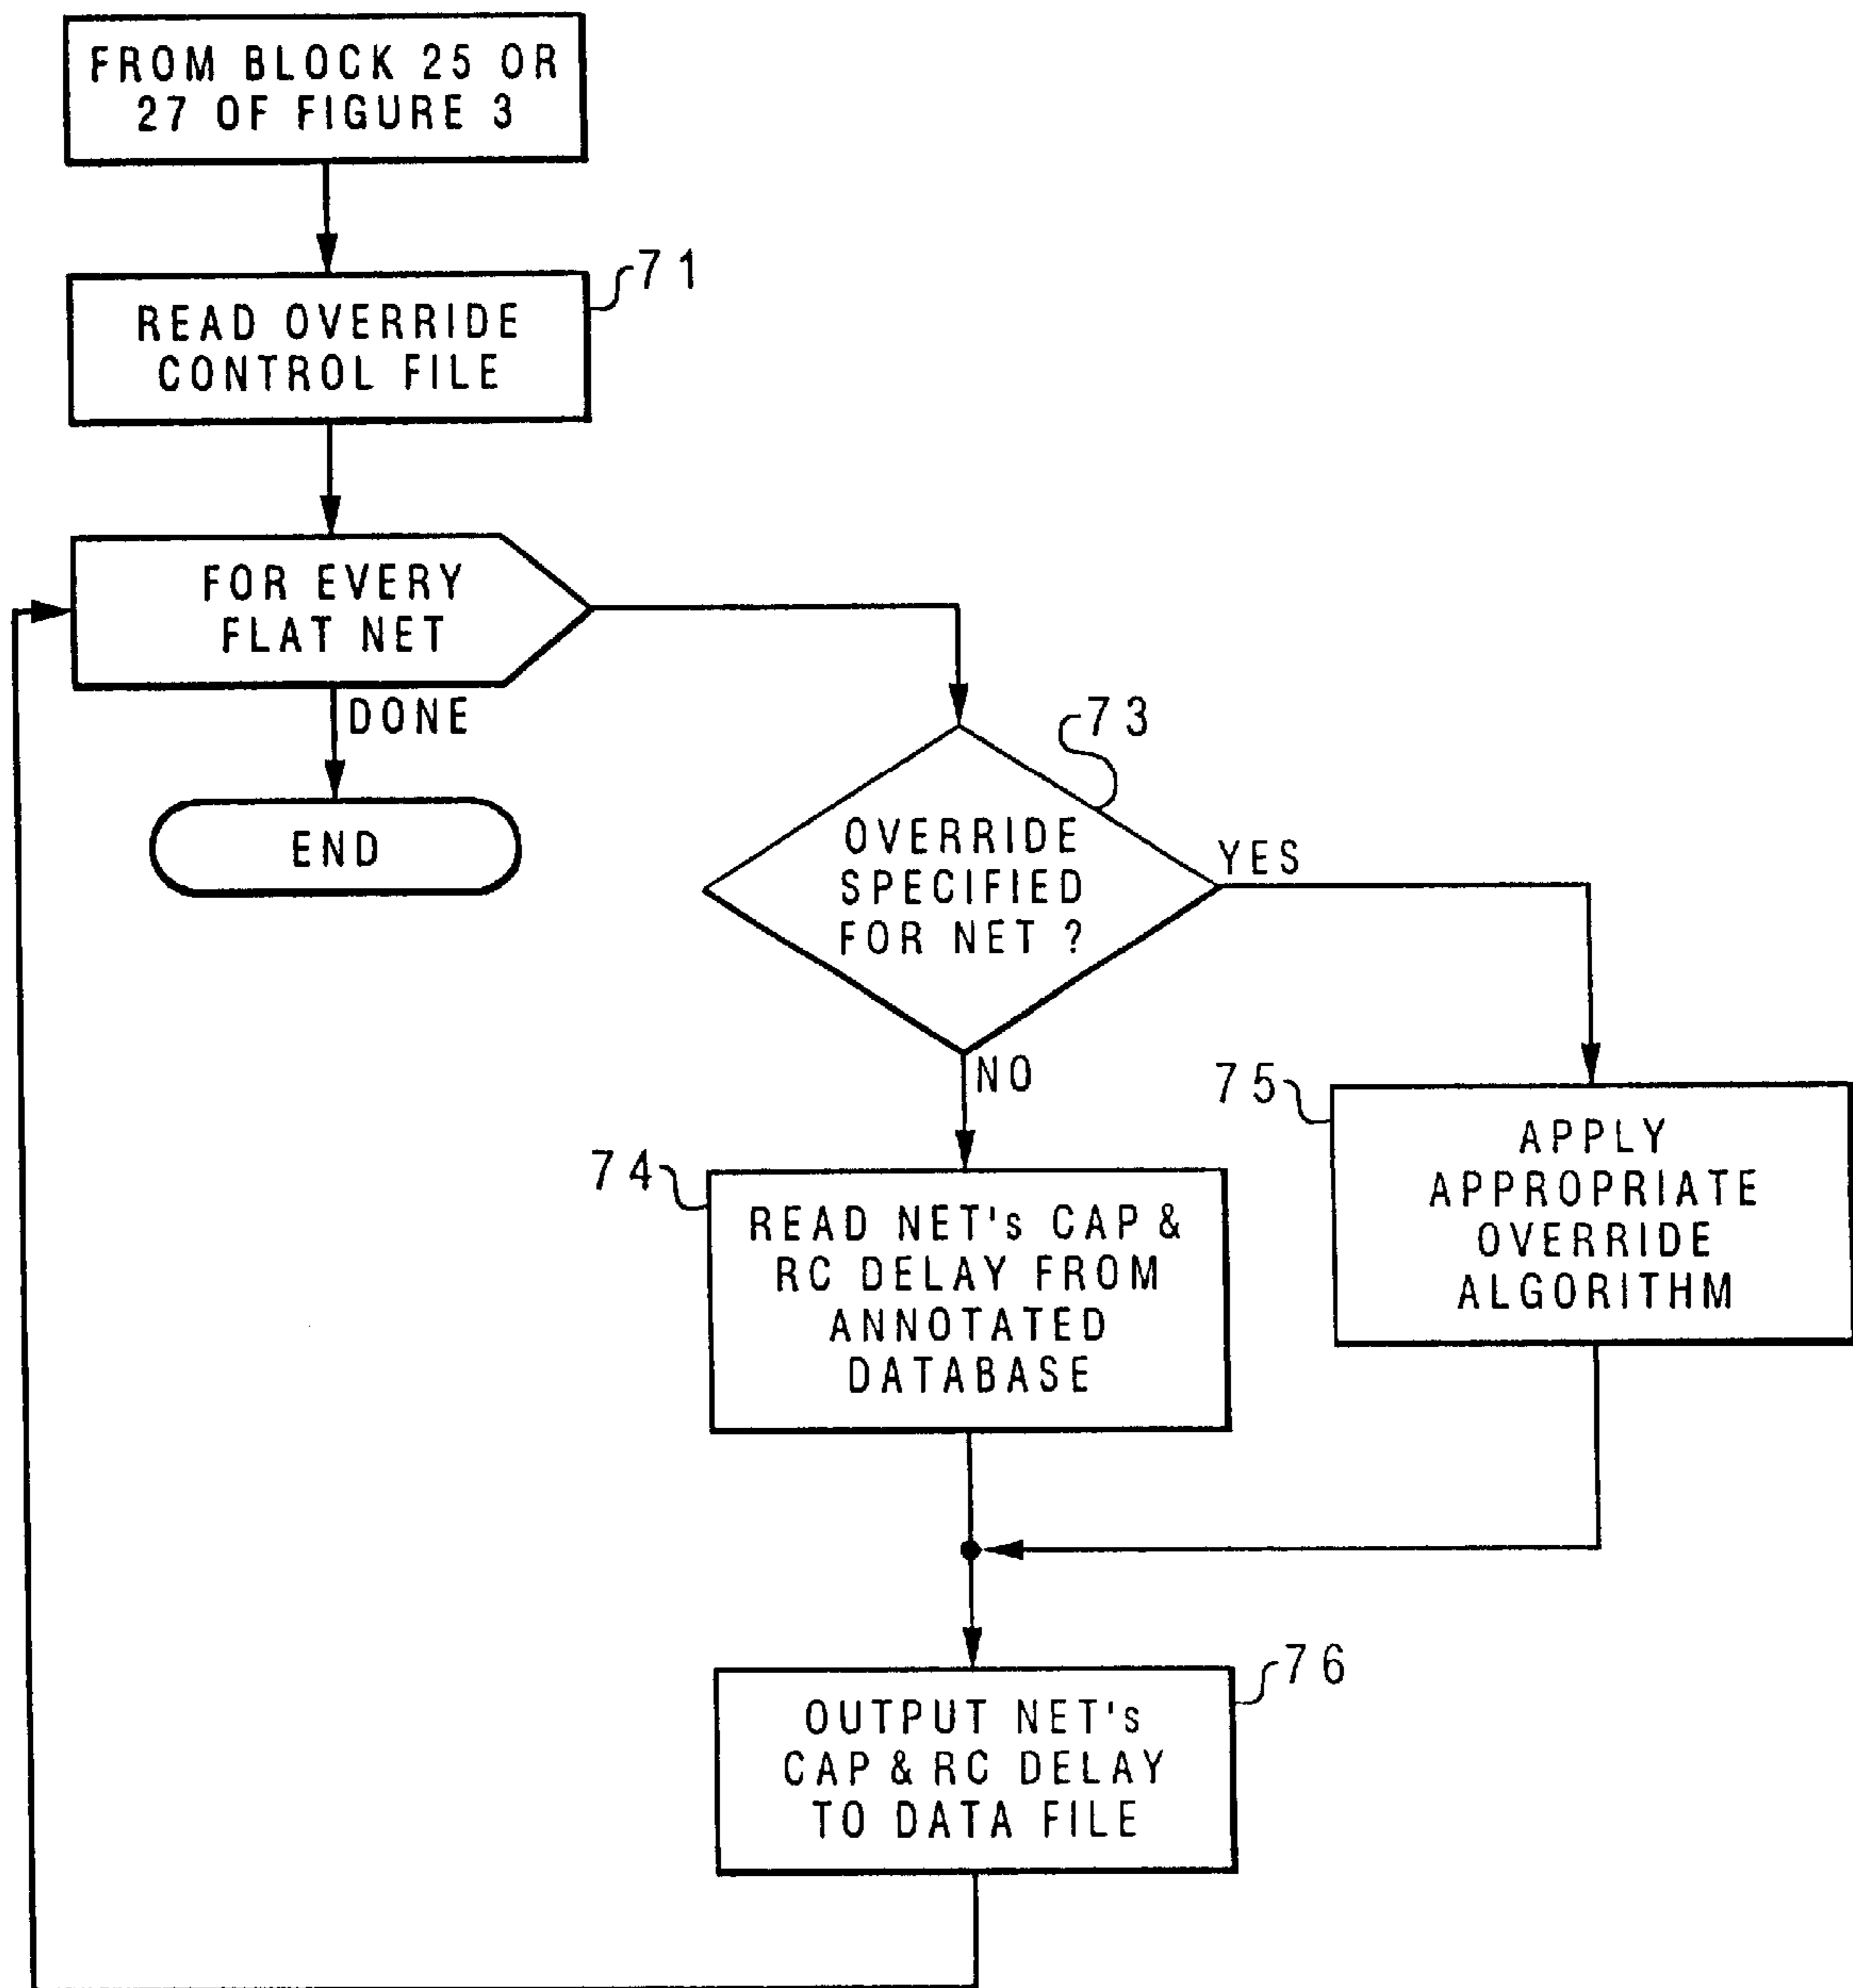 FROM BLOCK 25 OR
27 OF FIGURE 3
71
READ OVERRIDE
CONTROL FILE
FOR EVERY
FLAT NET
DONE
END
73
OVERRIDE
SPECIFIED
FOR NET ?
YES
NO
75
APPLY
APPROPRIATE
OVERRIDE
ALGORITHM
74
READ NET's CAP &
RC DELAY FROM
ANNOTATED
DATABASE
76
OUTPUT NET's
CAP & RC DELAY
TO DATA FILE